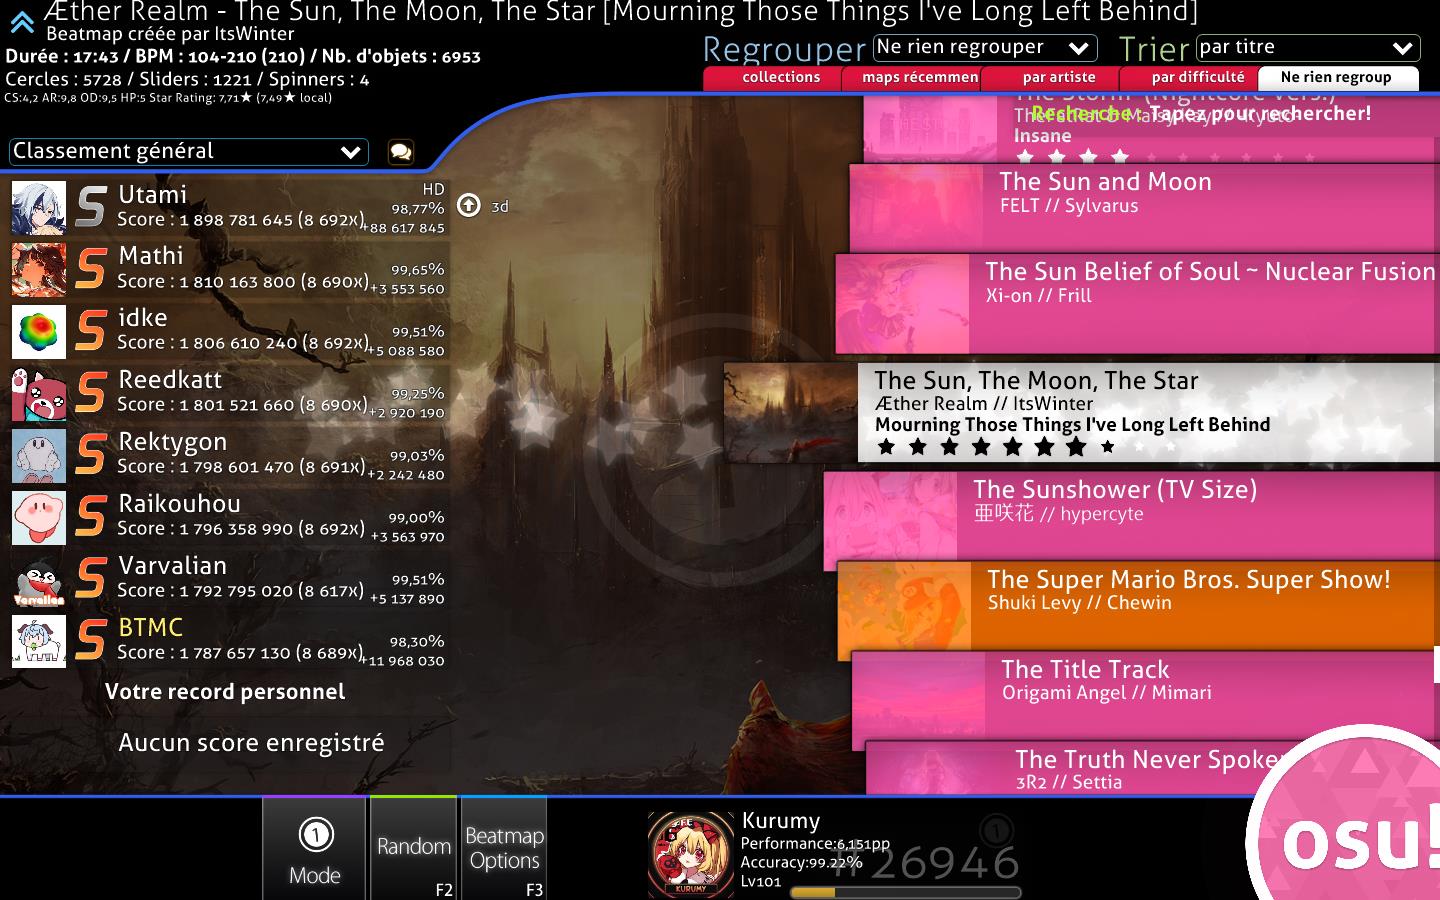 Æther Realm - The Sun, The Moon, The Star [Mourning Those Things I've Long Left Behind]
Beatmap créée par ItsWinter
Durée : 17:43 / BPM : 104-210 (210) / Nb. d'objets : 6953
Cercles : 5728 / Sliders : 1221 / Spinners : 4
CS:4,2 AR:9,8 OD:9,5 HP:5 Star Rating: 7,71★ (7,49★ local)
Regrouper Ne rien regrouper Trier par titre
collections maps récemmen par artiste par difficulté Ne rien regroup
Classement général
Utami HD
Score : 1 898 781 645 (8 692x) 98,77% +88 617 845
3d
Mathi
Score : 1 810 163 800 (8 690x) 99,65% +3 553 560
idke
Score : 1 806 610 240 (8 692x) 99,51% +5 088 580
Reedkatt
Score : 1 801 521 660 (8 690x) 99,25% +2 920 190
Rektygon
Score : 1 798 601 470 (8 691x) 99,03% +2 242 480
Raikouhou
Score : 1 796 358 990 (8 692x) 99,00% +3 563 970
Varvalian
Score : 1 792 795 020 (8 617x) 99,51% +5 137 890
BTMC
Score : 1 787 657 130 (8 689x) 98,30% +11 968 030
Votre record personnel
Aucun score enregistré
The Storm (Nightcore Vers.)
Recherche : Tapez pour rechercher!
Insane
The Sun and Moon
FELT // Sylvarus
The Sun Belief of Soul ~ Nuclear Fusion
Xi-on // Frill
The Sun, The Moon, The Star
Æther Realm // ItsWinter
Mourning Those Things I've Long Left Behind
The Sunshower (TV Size)
亜咲花 // hypercyte
The Super Mario Bros. Super Show!
Shuki Levy // Chewin
The Title Track
Origami Angel // Mimari
The Truth Never Spoke
3R2 // Settia
Mode
Random
F2
Beatmap
Options
F3
Kurumy
Performance:6,151pp
Accuracy:99.22%
Lv101
#26946
KURUMY
osu!